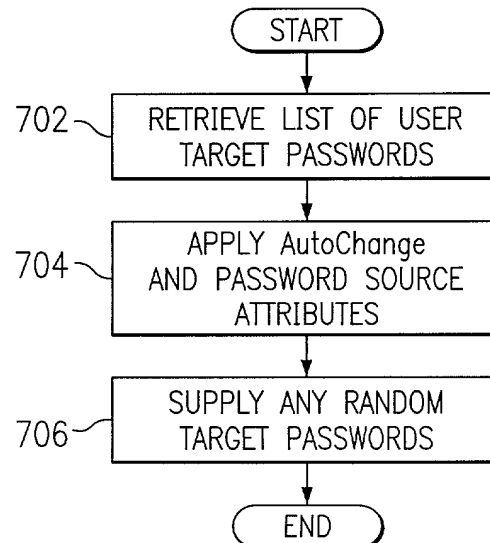 START
702
RETRIEVE LIST OF USER
TARGET PASSWORDS
704
APPLY AutoChange
AND PASSWORD SOURCE
ATTRIBUTES
706
SUPPLY ANY RANDOM
TARGET PASSWORDS
END